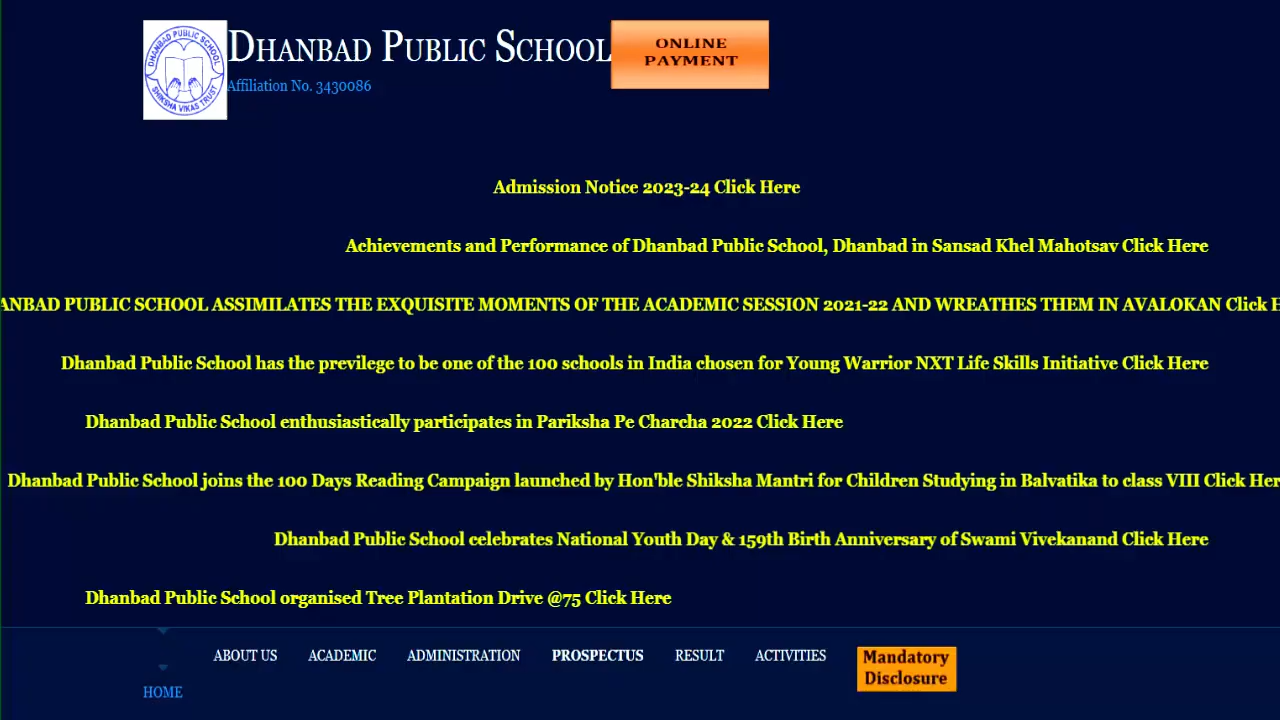 DHANBAD PUBLIC SCHOOL
SHIKSHA VIKAS TRUST
DHANBAD PUBLIC SCHOOL
Affiliation No. 3430086
ONLINE
PAYMENT
Admission Notice 2023-24 Click Here
Achievements and Performance of Dhanbad Public School, Dhanbad in Sansad Khel Mahotsav Click Here
ANBAD PUBLIC SCHOOL ASSIMILATES THE EXQUISITE MOMENTS OF THE ACADEMIC SESSION 2021-22 AND WREATHES THEM IN AVALOKAN Click H
Dhanbad Public School has the previlege to be one of the 100 schools in India chosen for Young Warrior NXT Life Skills Initiative Click Here
Dhanbad Public School enthusiastically participates in Pariksha Pe Charcha 2022 Click Here
Dhanbad Public School joins the 100 Days Reading Campaign launched by Hon'ble Shiksha Mantri for Children Studying in Balvatika to class VIII Click Her
Dhanbad Public School celebrates National Youth Day & 159th Birth Anniversary of Swami Vivekanand Click Here
Dhanbad Public School organised Tree Plantation Drive @75 Click Here
ABOUT US ACADEMIC ADMINISTRATION PROSPECTUS RESULT ACTIVITIES Mandatory
Disclosure
HOME